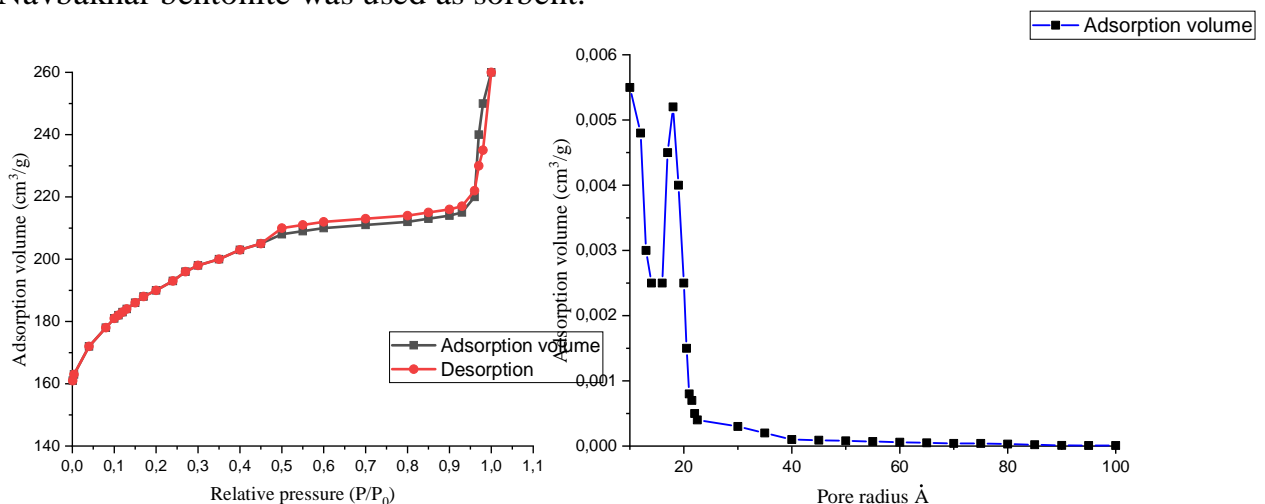 Navbakhar bentonite was used as sorbent.
Adsorption volume
260
240
220
200
180
160
140
Adsorption volume (cm³/g)
0,0 0,1 0,2 0,3 0,4 0,5 0,6 0,7 0,8 0,9 1,0 1,1
Relative pressure (P/P₀)
Adsorption volume
Desorption
0,006
0,005
0,004
0,003
0,002
0,001
0,000
Adsorption volume (cm³/g)
20 40 60 80 100
Pore radius Å